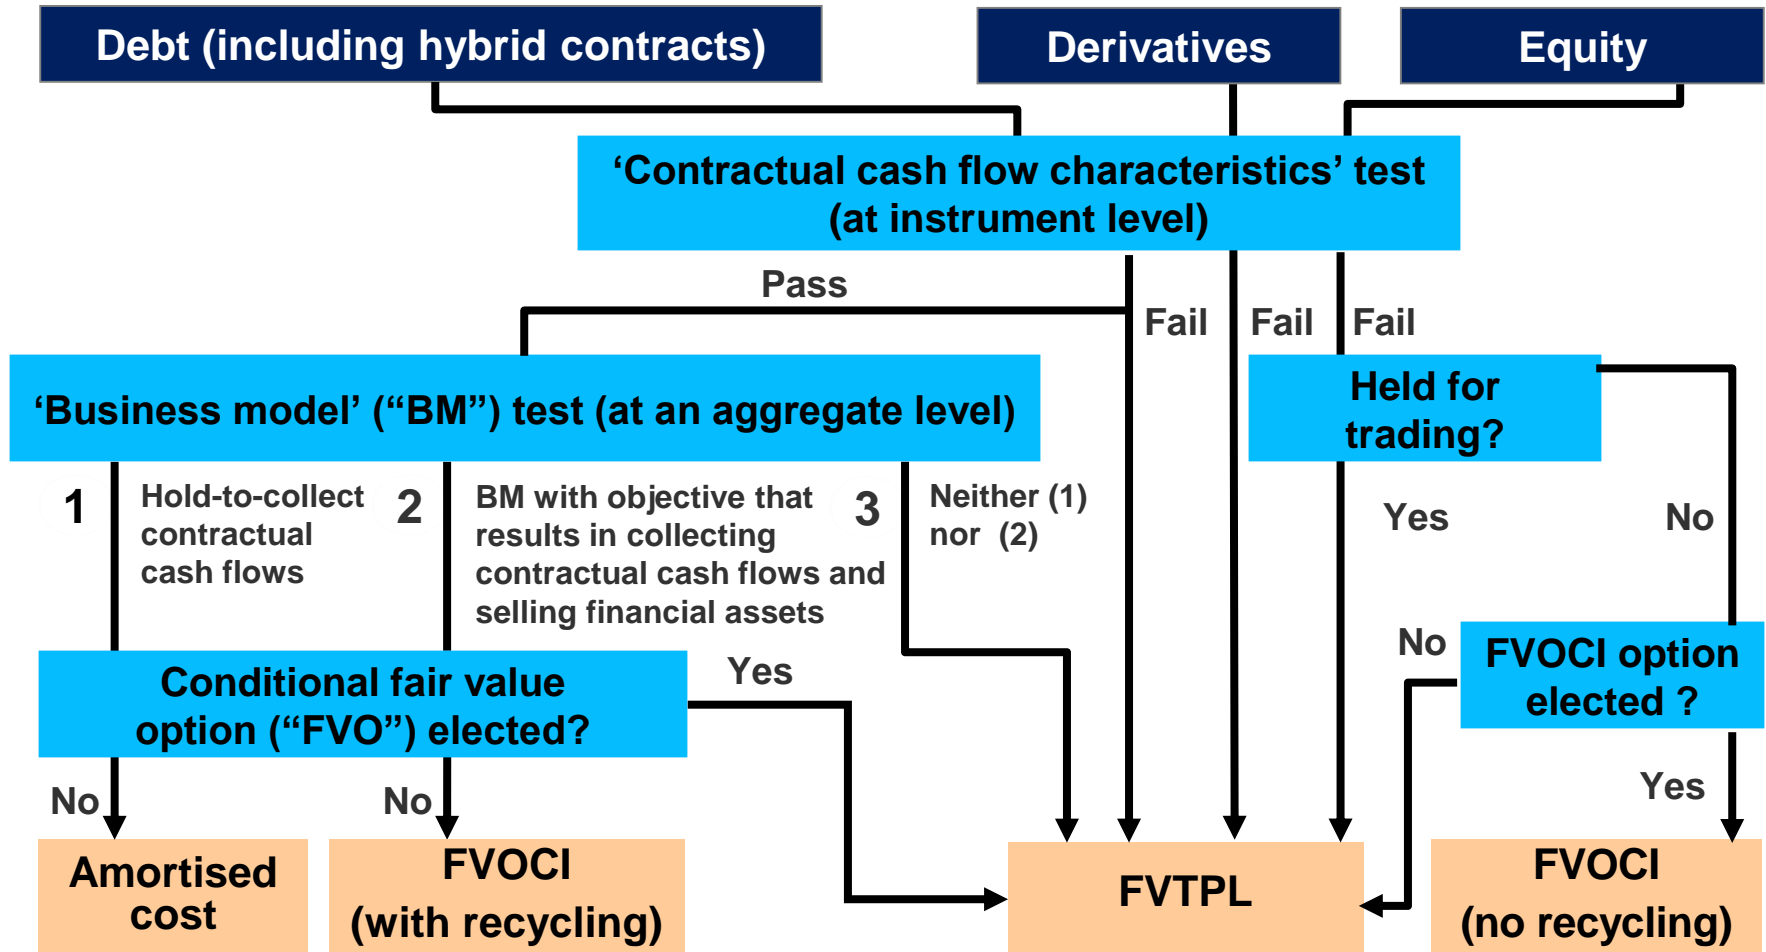 Debt (including hybrid contracts)
Derivatives
Equity
‘Contractual cash flow characteristics’ test
(at instrument level)
Pass
Fail
Fail
Fail
‘Business model’ (“BM”) test (at an aggregate level)
Held for
trading?
1
Hold-to-collect
contractual
cash flows
2
BM with objective that
results in collecting
contractual cash flows and
selling financial assets
3
Neither (1)
nor (2)
Yes
No
Conditional fair value
option (“FVO”) elected?
Yes
No
FVOCI option
elected ?
No
No
Yes
Amortised
cost
FVOCI
(with recycling)
FVTPL
FVOCI
(no recycling)